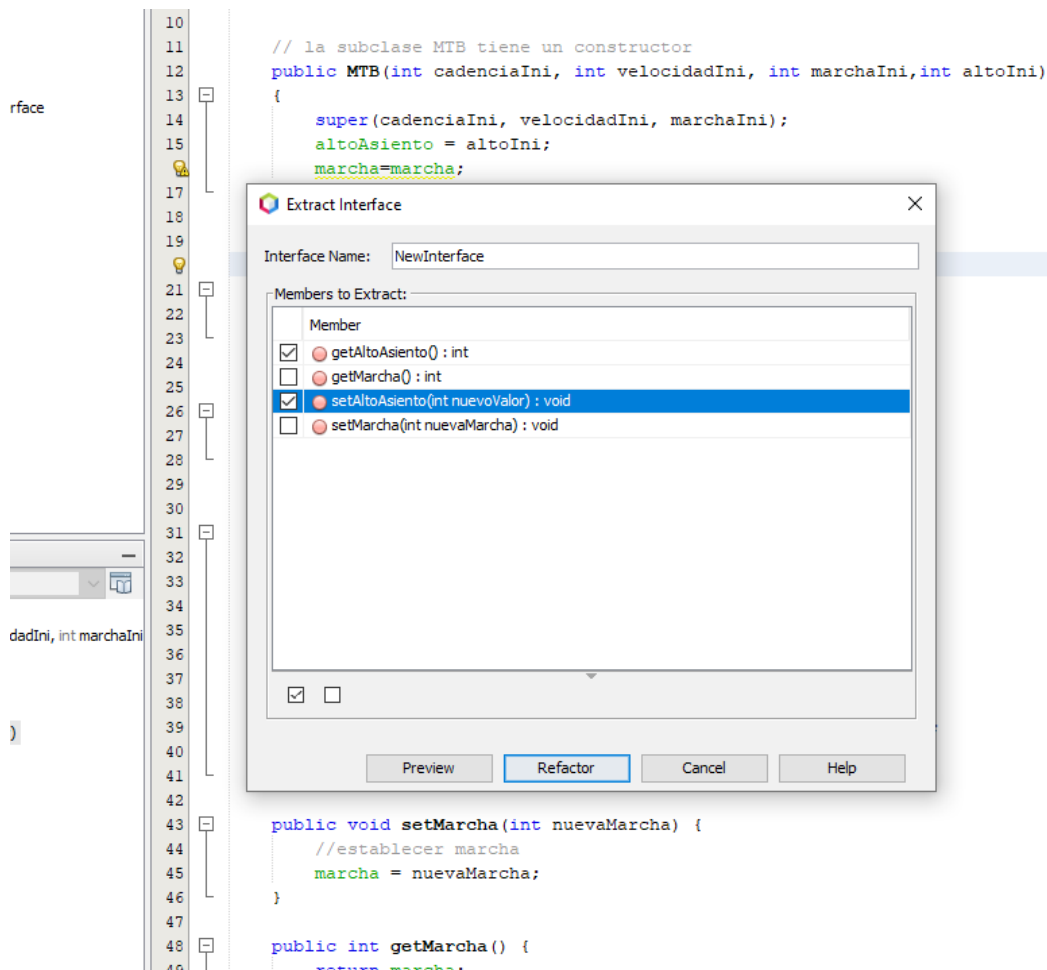 10
11 // la subclase MTB tiene un constructor
12 public MTB(int cadenciaIni, int velocidadIni, int marchaIni,int altoIni)
13 {
rface
14 super(cadenciaIni, velocidadIni, marchaIni);
15 altoAsiento = altoIni;
marcha=marcha;
17
18
19
21
22
23
24
25
26
27
28
29
30
31
32
33
34
35
36
37
38
39
40
41
42
Extract Interface
Interface Name: NewInterface
Members to Extract:
Member
getAltoAsiento() : int
getMarcha() : int
setAltoAsiento(int nuevoValor) : void
setMarcha(int nuevaMarcha) : void
Preview Refactor Cancel Help
dadIni, int marchaIni
)
43 public void setMarcha(int nuevaMarcha) {
44 //establecer marcha
45 marcha = nuevaMarcha;
46 }
47
48 public int getMarcha() {
49 return marcha;